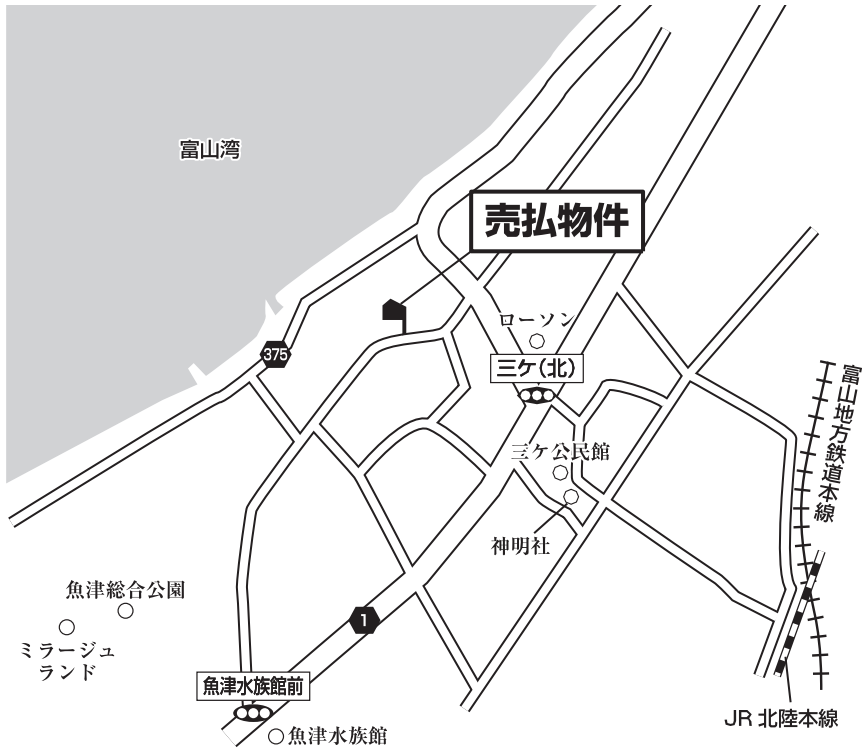 富山湾
売払物件
ローソン
375
三ケ(北)
富山地方鉄道本線
三ケ公民館
神明社
魚津総合公園
ミラージュ
ランド
1
魚津水族館前
魚津水族館
JR 北陸本線